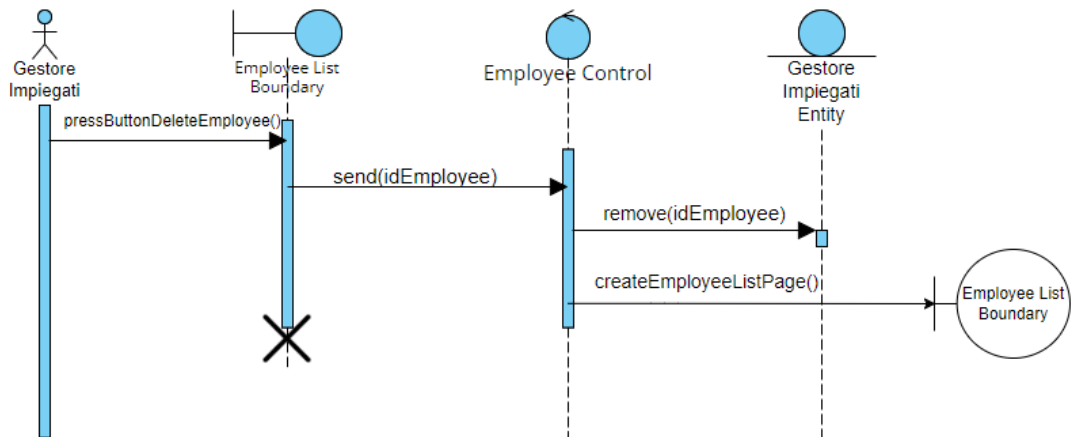 Gestore
Impiegati
Employee List
Boundary
Employee Control
Gestore
Impiegati
Entity
pressButtonDeleteEmployee()
send(idEmployee)
remove(idEmployee)
createEmployeeListPage()
Employee List
Boundary